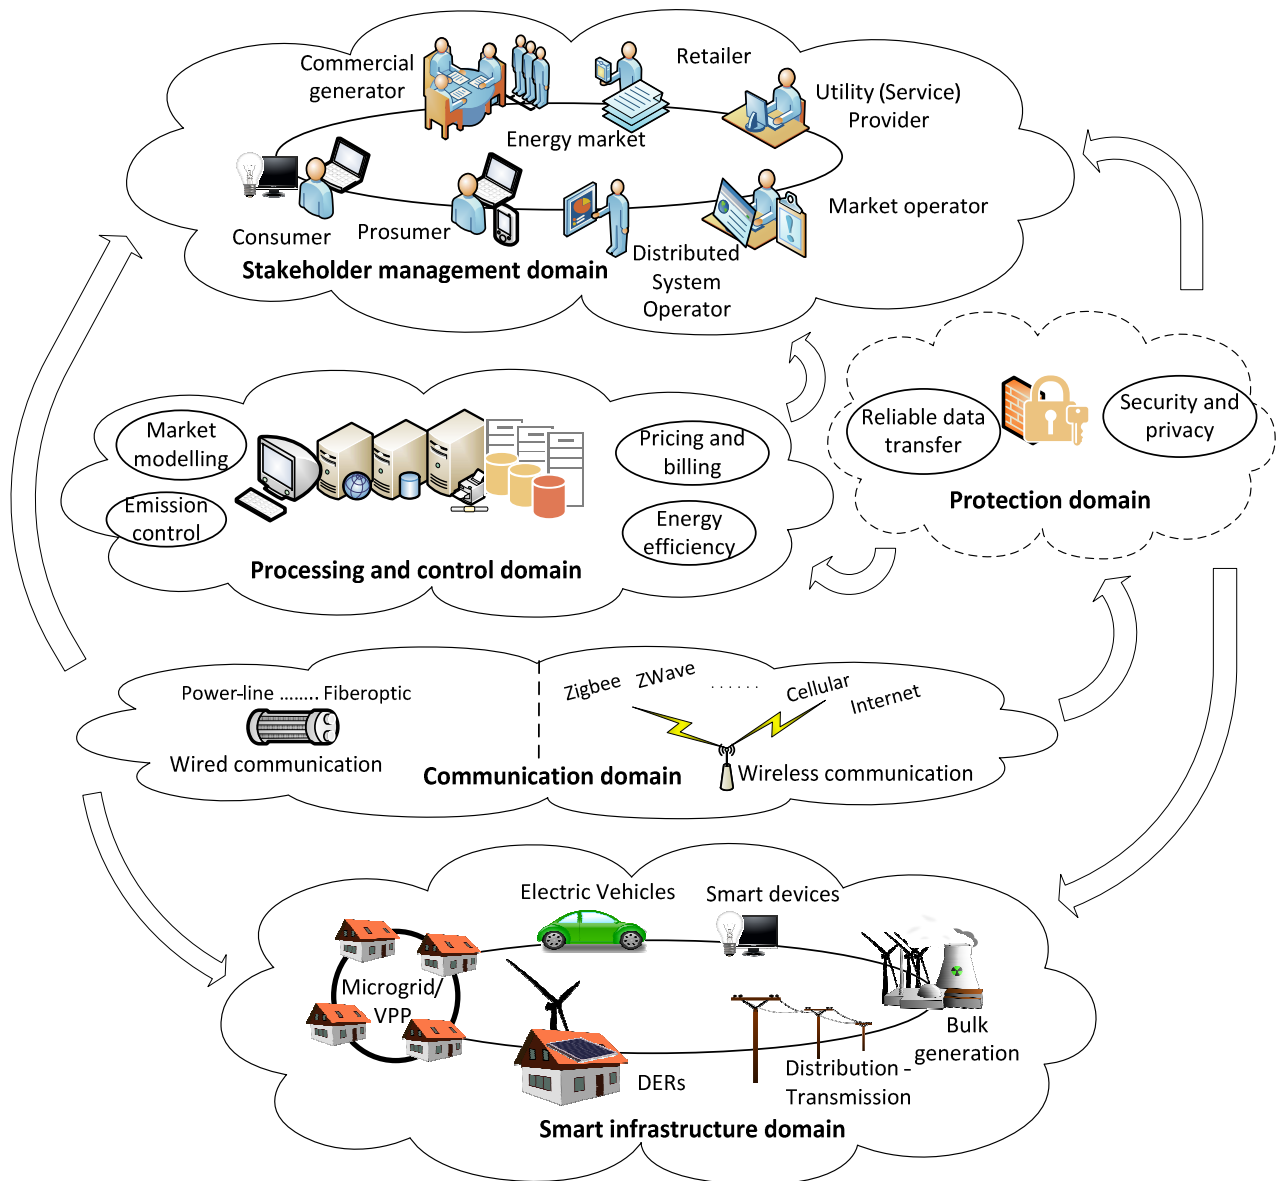 Commercial
generator
Retailer
Utility (Service)
Provider
Energy market
Consumer
Prosumer
Market operator
Distributed
System
Operator
Stakeholder management domain
Market
modelling
Emission
control
Pricing and
billing
Energy
efficiency
Processing and control domain
Reliable data
transfer
Security and
privacy
Protection domain
Power-line ........ Fiberoptic
Wired communication
Zigbee ZWave ...... Cellular
Internet
Wireless communication
Communication domain
Electric Vehicles
Smart devices
Microgrid/
VPP
DERs
Distribution -
Transmission
Bulk
generation
Smart infrastructure domain